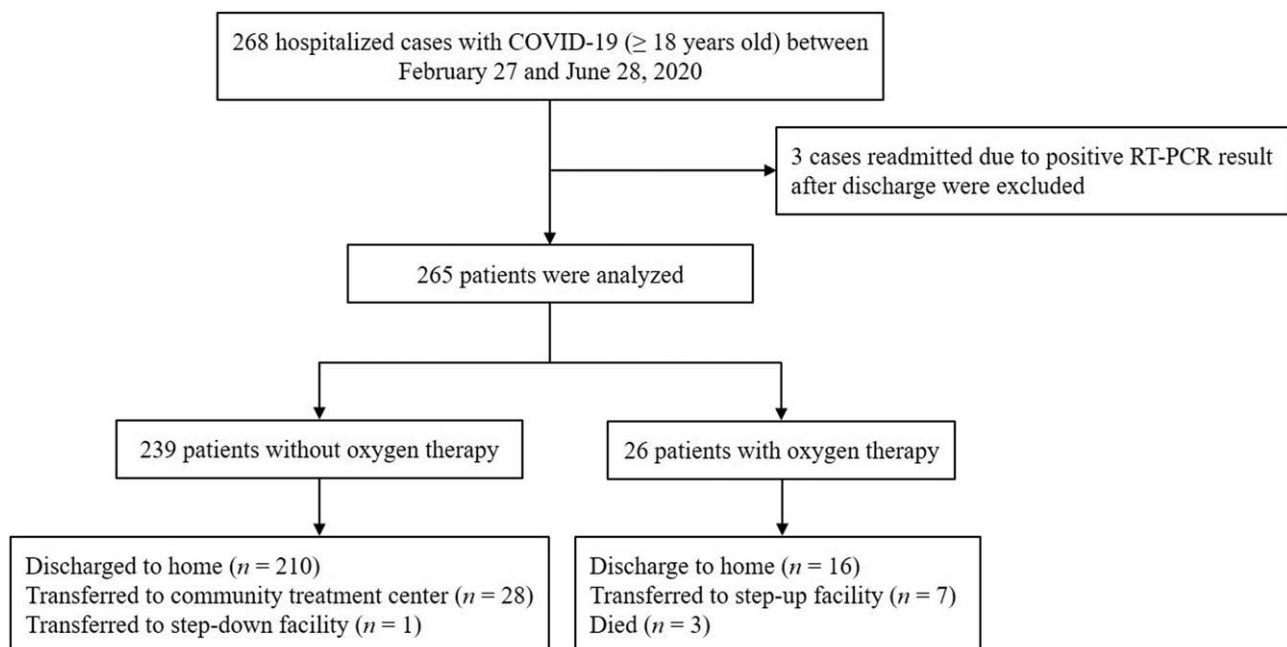 268 hospitalized cases with COVID-19 (≥ 18 years old) between
February 27 and June 28, 2020
3 cases readmitted due to positive RT-PCR result
after discharge were excluded
265 patients were analyzed
239 patients without oxygen therapy
26 patients with oxygen therapy
Discharged to home (n = 210)
Transferred to community treatment center (n = 28)
Transferred to step-down facility (n = 1)
Discharge to home (n = 16)
Transferred to step-up facility (n = 7)
Died (n = 3)